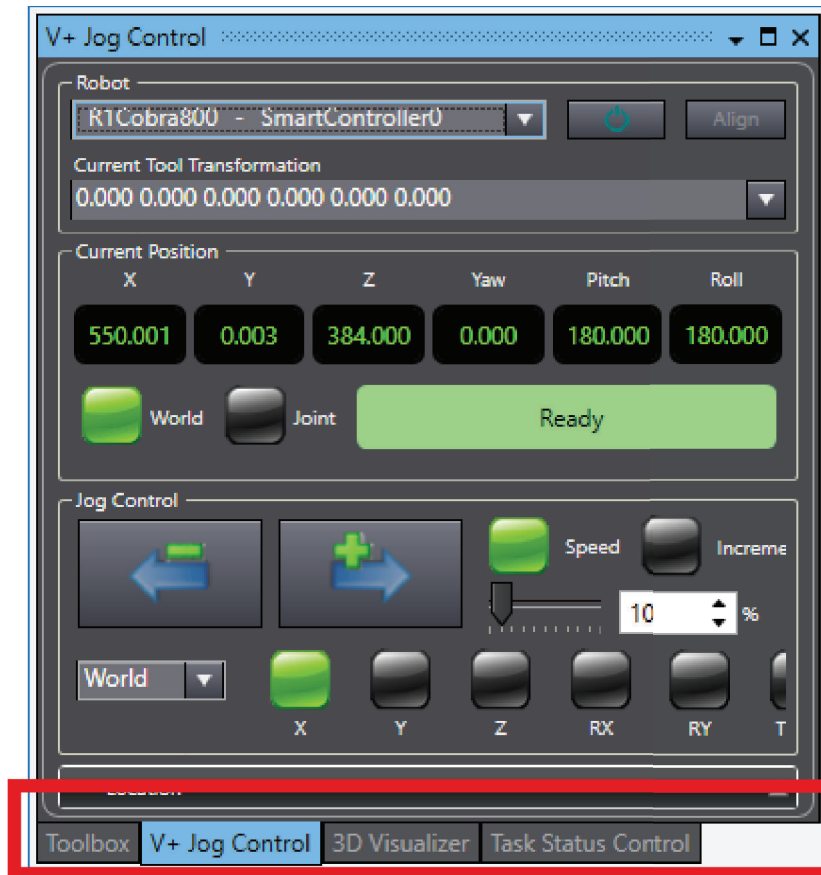 V+ Jog Control
Robot
R1Cobra800 - SmartController0
Align
Current Tool Transformation
0.000 0.000 0.000 0.000 0.000 0.000
Current Position
X Y Z Yaw Pitch Roll
550.001 0.003 384.000 0.000 180.000 180.000
World Joint Ready
Jog Control
Speed Increme
10 %
World
X Y Z RX RY T
Location
Toolbox V+ Jog Control 3D Visualizer Task Status Control